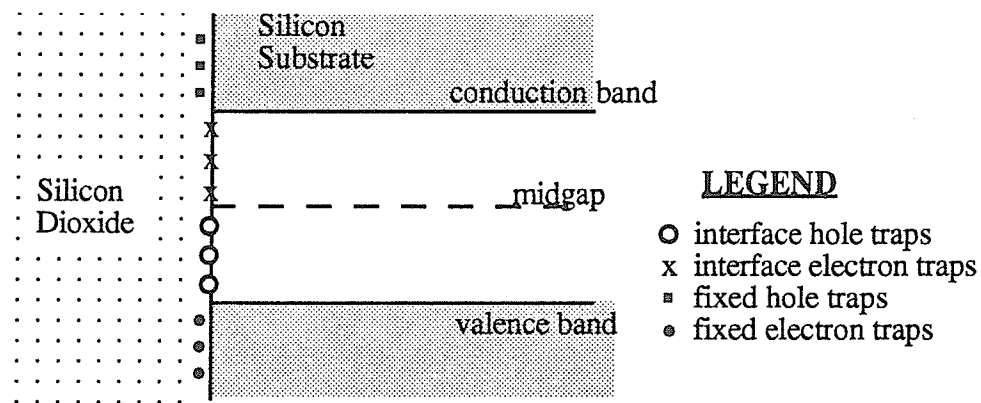 Silicon
Substrate
conduction band
Silicon
Dioxide
midgap
valence band
LEGEND
interface hole traps
x interface electron traps
fixed hole traps
fixed electron traps